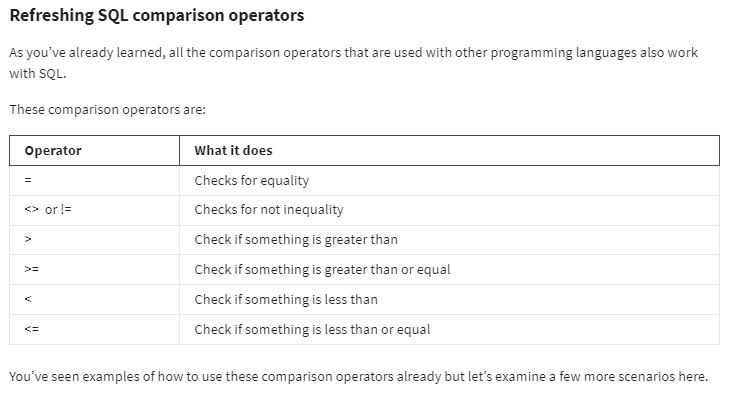 Refreshing SQL comparison operators
As you've already learned, all the comparison operators that are used with other programming languages also work
with SQL.
These comparison operators are:
Operator What it does
= Checks for equality
<> or != Checks for not inequality
> Check if something is greater than
>= Check if something is greater than or equal
< Check if something is less than
<= Check if something is less than or equal
You've seen examples of how to use these comparison operators already but let's examine a few more scenarios here.